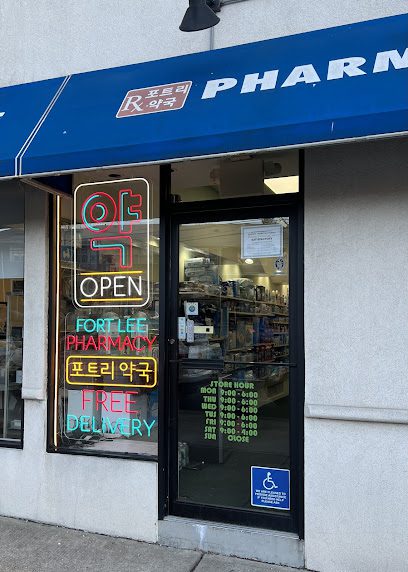 Rx 포트리
약국
PHARM
약
OPEN
FORT LEE
PHARMACY
포트리약국
FREE
DELIVERY
STORE HOUR
MON 9:00-6:00
THU 9:00-6:00
WED 9:00-6:00
TUS 9:00-6:00
FRI 9:00-6:00
SAT 9:00-4:00
SUN CLOSE